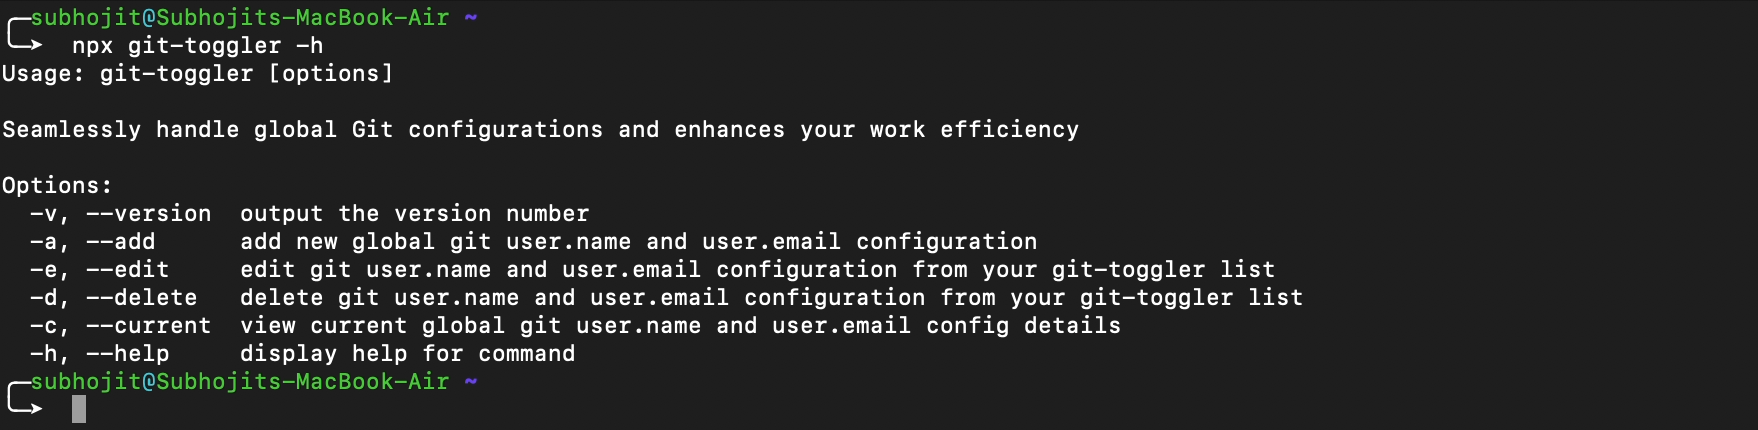 subhojit@Subhojits-MacBook-Air ~
npx git-toggler -h
Usage: git-toggler [options]
Seamlessly handle global Git configurations and enhances your work efficiency
Options:
-v, --version  output the version number
-a, --add      add new global git user.name and user.email configuration
-e, --edit     edit git user.name and user.email configuration from your git-toggler list
-d, --delete   delete git user.name and user.email configuration from your git-toggler list
-c, --current  view current global git user.name and user.email config details
-h, --help     display help for command
subhojit@Subhojits-MacBook-Air ~